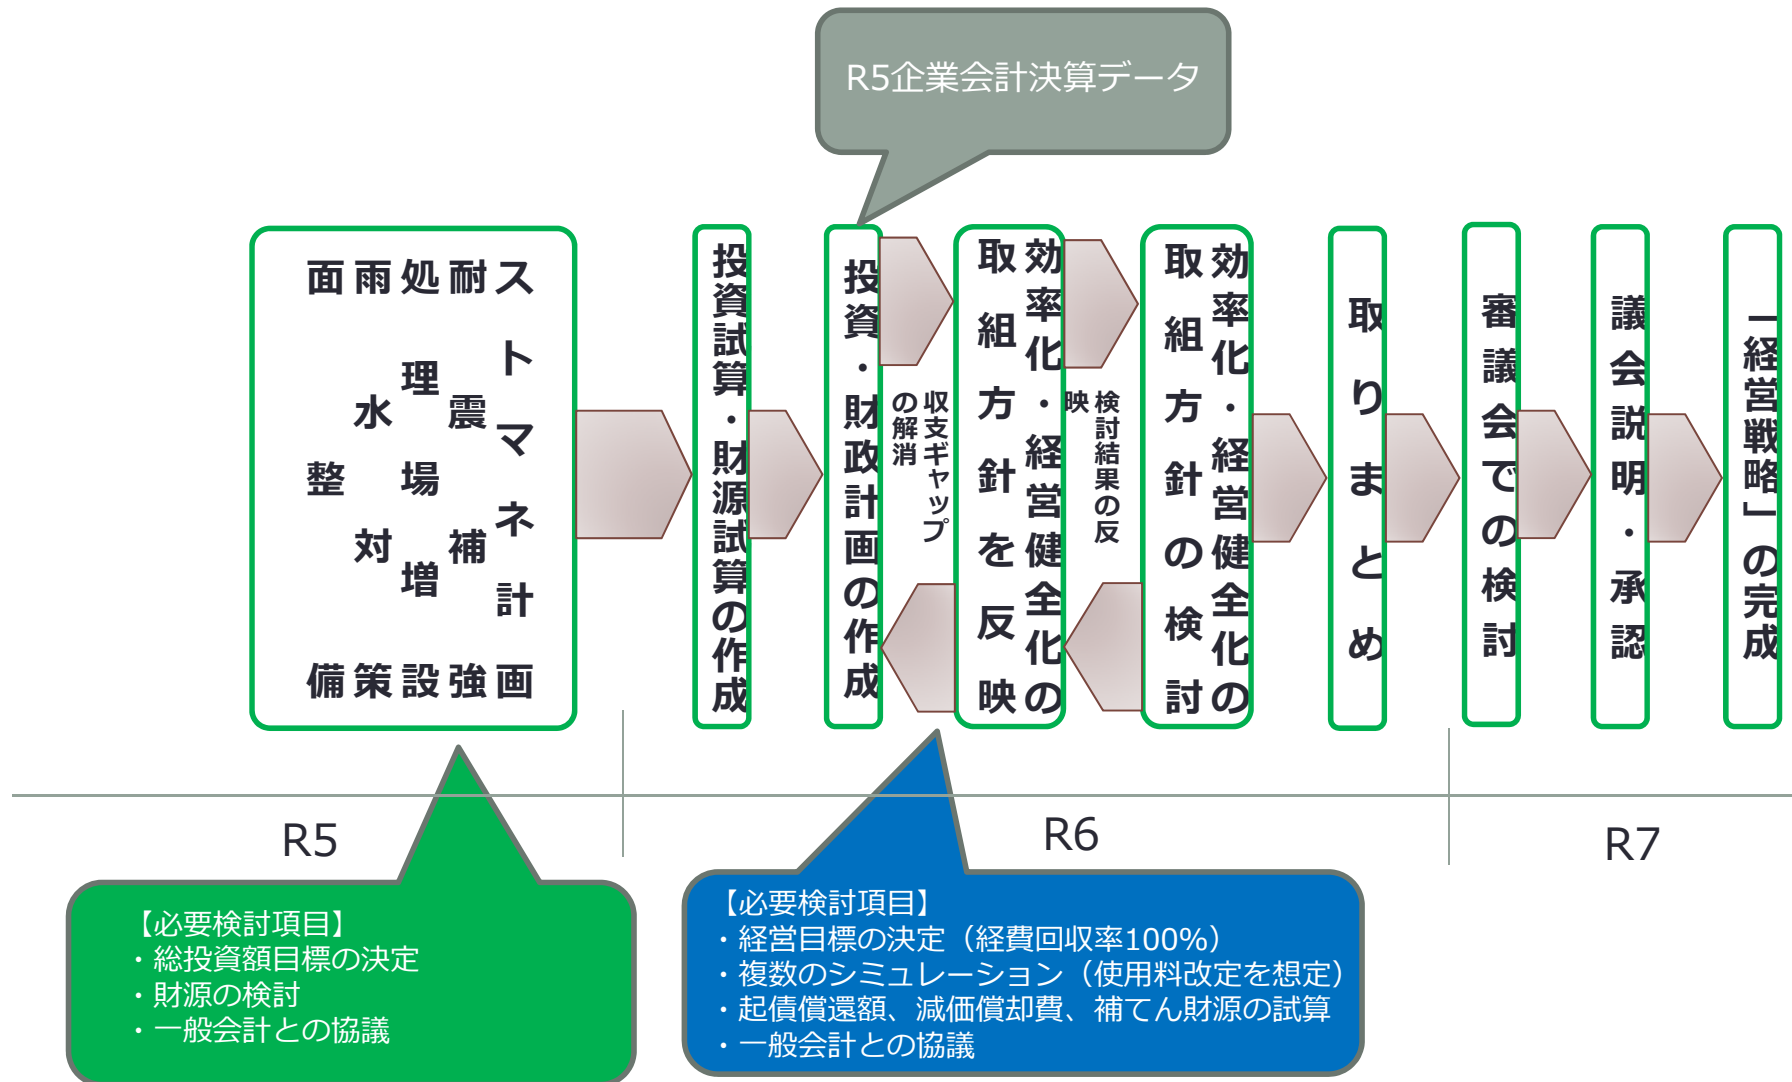 R5企業会計決算データ
ストマネ計画
耐震補強
処理場増設
雨水対策
面整備
投資試算・財源試算の作成
投資・財政計画の作成
収支ギャップ
の解消
効率化・経営健全化の
取組方針を反映
検討結果の反
映
効率化・経営健全化の
取組方針の検討
取りまとめ
審議会での検討
議会説明・承認
「経営戦略」の完成
R5
R6
R7
【必要検討項目】
・総投資額目標の決定
・財源の検討
・一般会計との協議
【必要検討項目】
・経営目標の決定（経費回収率100%）
・複数のシミュレーション（使用料改定を想定）
・起債償還額、減価償却費、補てん財源の試算
・一般会計との協議